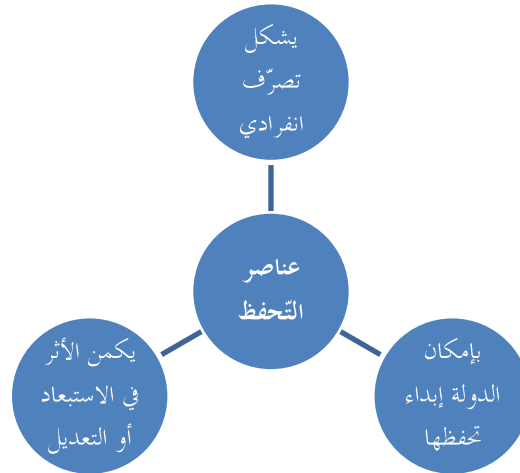 يشكل
تصرّف
انفرادي
عناصر
التّحفظ
بإمكان
الدولة إبداء
تحفظها
يكمن الأثر
في الاستبعاد
أو التعديل